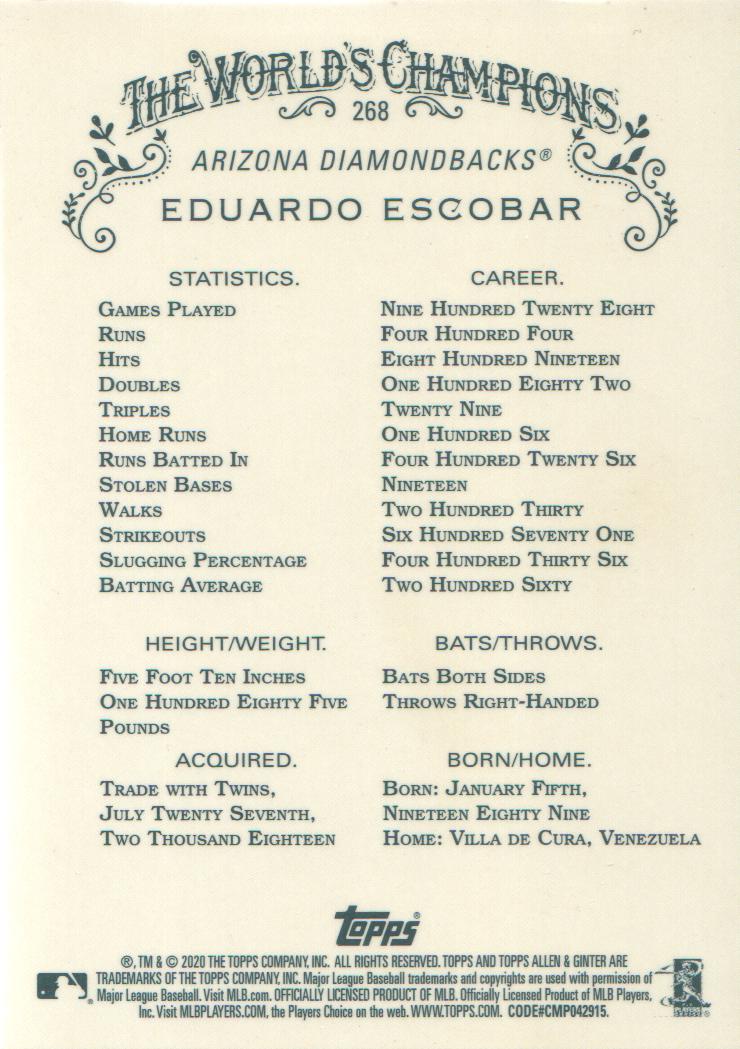 THE WORLD'S CHAMPIONS
268
ARIZONA DIAMONDBACKS®
EDUARDO ESCOBAR
STATISTICS. CAREER.
GAMES PLAYED NINE HUNDRED TWENTY EIGHT
RUNS FOUR HUNDRED FOUR
HITS EIGHT HUNDRED NINETEEN
DOUBLES ONE HUNDRED EIGHTY TWO
TRIPLES TWENTY NINE
HOME RUNS ONE HUNDRED SIX
RUNS BATTED IN FOUR HUNDRED TWENTY SIX
STOLEN BASES NINETEEN
WALKS TWO HUNDRED THIRTY
STRIKEOUTS SIX HUNDRED SEVENTY ONE
SLUGGING PERCENTAGE FOUR HUNDRED THIRTY SIX
BATTING AVERAGE TWO HUNDRED SIXTY
HEIGHT/WEIGHT. BATS/THROWS.
FIVE FOOT TEN INCHES BATS BOTH SIDES
ONE HUNDRED EIGHTY FIVE THROWS RIGHT-HANDED
POUNDS
ACQUIRED. BORN/HOME.
TRADE WITH TWINS, BORN: JANUARY FIFTH,
JULY TWENTY SEVENTH, NINETEEN EIGHTY NINE
TWO THOUSAND EIGHTEEN HOME: VILLA DE CURA, VENEZUELA
topps®
®, TM & © 2020 THE TOPPS COMPANY, INC. ALL RIGHTS RESERVED. TOPPS AND TOPPS ALLEN & GINTER ARE
TRADEMARKS OF THE TOPPS COMPANY, INC. Major League Baseball trademarks and copyrights are used with permission of
Major League Baseball. Visit MLB.com. OFFICIALLY LICENSED PRODUCT OF MLB. Officially Licensed Product of MLB Players,
Inc. Visit MLBPLAYERS.COM, the Players Choice on the web. WWW.TOPPS.COM. CODE#CMP042915.